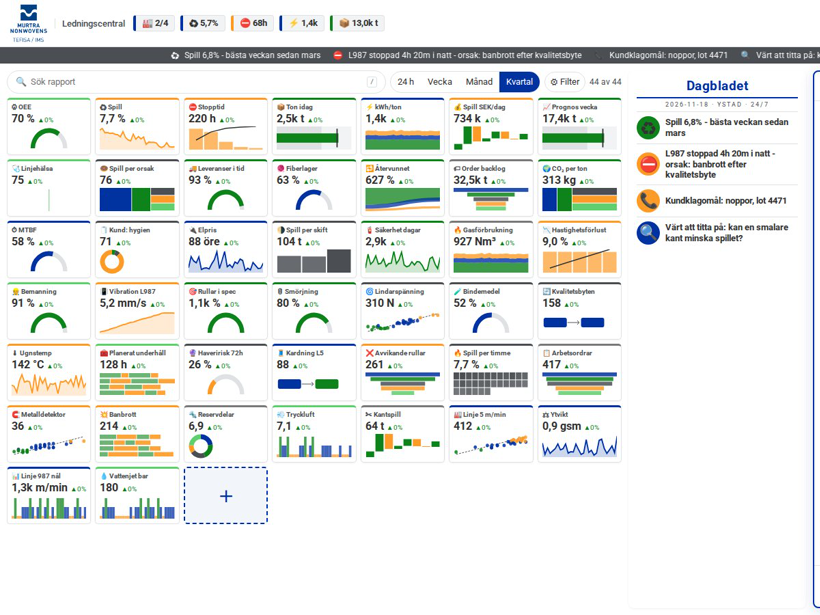 MURTRA
NONWOVENS
TEFISA / IMS
Ledningscentral
2/4
5,7%
68h
1,4k
13,0k t
Spill 6,8% - bästa veckan sedan mars
L987 stoppad 4h 20m i natt - orsak: banbrott efter kvalitetsbyte
Kundklagomål: noppor, lot 4471
Värt att titta på: k
Sök rapport
/
24 h
Vecka
Månad
Kvartal
Filter
44 av 44
OEE
70 % ▲0%
Spill
7,7 % ▲0%
Stopptid
220 h ▲0%
Ton idag
2,5k t ▲0%
kWh/ton
1,4k ▲0%
Spill SEK/dag
734 k ▲0%
Prognos vecka
17,4k t ▲0%
Linjehälsa
75 ▲0%
Spill per orsak
76 ▲0%
Leveranser i tid
93 % ▲0%
Fiberlager
63 % ▲0%
Återvunnet
627 % ▲0%
Order backlog
32,5k t ▲0%
CO₂ per ton
313 kg ▲0%
MTBF
58 % ▲0%
Kund: hygien
71 ▲0%
Elpris
88 öre ▲0%
Spill per skift
104 t ▲0%
Säkerhet dagar
2,9k ▲0%
Gasförbrukning
927 Nm³ ▲0%
Hastighetsförlust
9,0 % ▲0%
Bemanning
91 % ▲0%
Vibration L987
5,2 mm/s ▲0%
Rullar i spec
1,1k % ▲0%
Smörjning
80 % ▲0%
Lindarspänning
310 N ▲0%
Bindemedel
52 % ▲0%
Kvalitetsbyten
158 ▲0%
Ugnstemp
142 °C ▲0%
Planerat underhåll
128 h ▲0%
Haveririsk 72h
26 % ▲0%
Kardning L5
88 ▲0%
Avvikande rullar
261 ▲0%
Spill per timme
7,7 % ▲0%
Arbetsordrar
417 ▲0%
Metalldetektor
36 ▲0%
Banbrott
214 ▲0%
Reservdelar
6,9 ▲0%
Tryckluft
7,1 ▲0%
Kantspill
64 t ▲0%
Linje 5 m/min
412 ▲0%
Ytvikt
0,9 gsm ▲0%
Linje 987 nål
1,3k m/min ▲0%
Vattenjet bar
180 ▲0%
+
Dagbladet
2026-11-18 · YSTAD · 24/7
Spill 6,8% - bästa veckan sedan
mars
L987 stoppad 4h 20m i natt -
orsak: banbrott efter
kvalitetsbyte
Kundklagomål: noppor, lot 4471
Värt att titta på: kan en smalare
kant minska spillet?